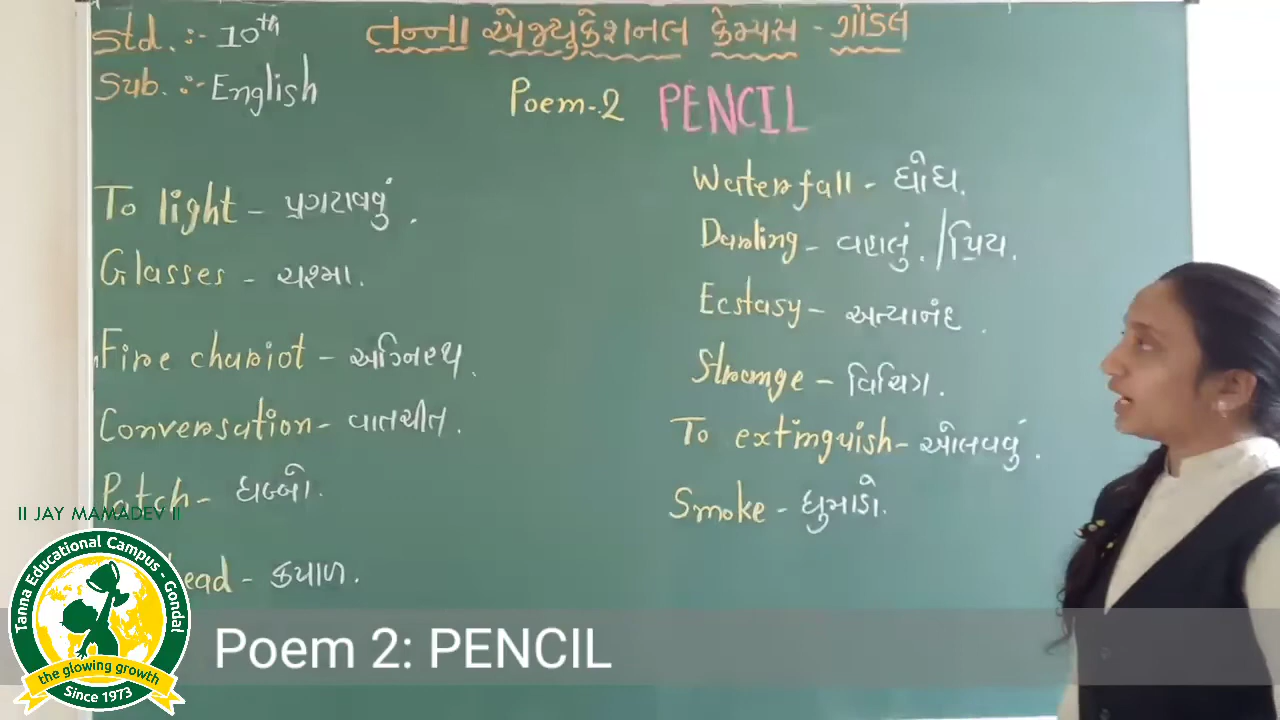 Std. :- 10th
તન્ના એજ્યુકેશનલ કેમ્પસ - ગોંડલ
Sub. :- English
Poem-2 PENCIL
To light - પ્રગટાવવું.
Glasses - ચશ્મા.
Fire chariot - અગ્નિરથ.
Conversation - વાતચીત.
Patch - ધબ્બો.
ead - કપાળ.
Waterfall - ધોધ.
Darling - વહાલું. / પ્રિય.
Ecstasy - અત્યાનંદ.
Strange - વિચિત્ર.
To extinguish - ઓલવવું.
Smoke - ધુમાડો.
II JAY MAMADEV II
Tanna Educational Campus - Gondal
the glowing growth
Since 1973
Poem 2: PENCIL